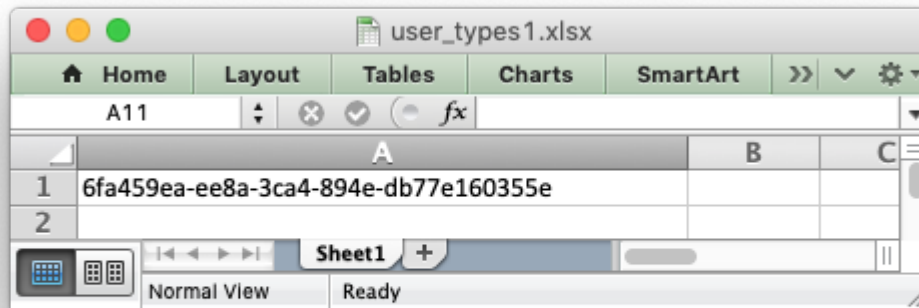 user_types1.xlsx
Home Layout Tables Charts SmartArt
A11 fx
A B C
1 6fa459ea-ee8a-3ca4-894e-db77e160355e
2
Sheet1 +
Normal View Ready